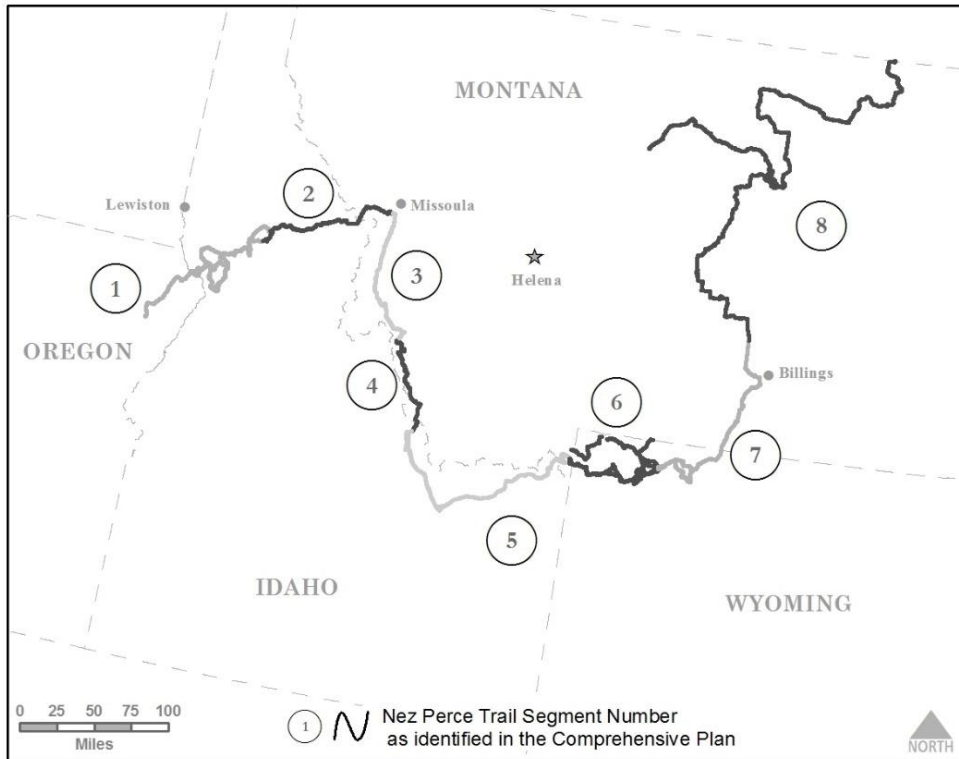 MONTANA
2
Lewiston
Missoula
8
3
Helena
1
OREGON
4
Billings
6
7
5
IDAHO
WYOMING
0 25 50 75 100
Miles
1 Nez Perce Trail Segment Number
as identified in the Comprehensive Plan
NORTH